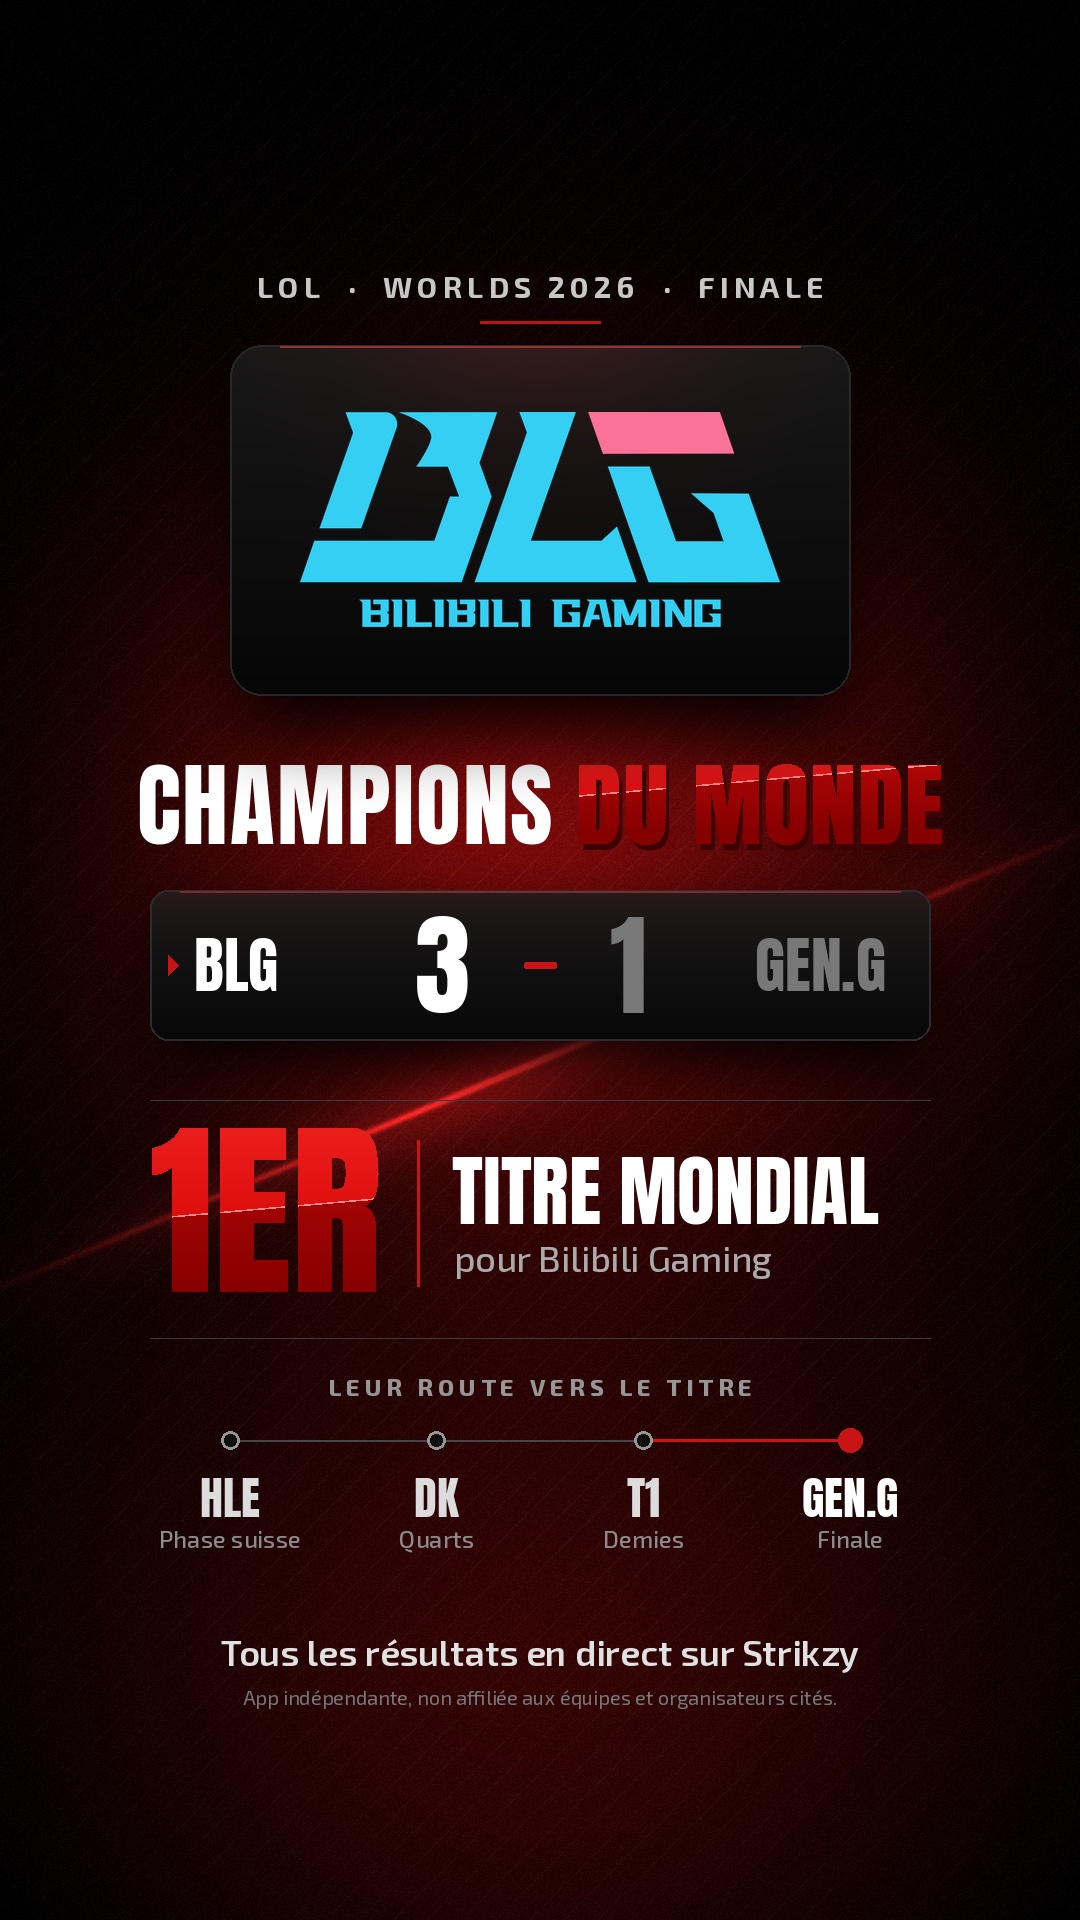 LOL · WORLDS 2026 · FINALE
BLG
BILIBILI GAMING
CHAMPIONS DU MONDE
BLG 3 – 1 GEN.G
1ER
TITRE MONDIAL
pour Bilibili Gaming
LEUR ROUTE VERS LE TITRE
HLE DK T1 GEN.G
Phase suisse Quarts Demies Finale
Tous les résultats en direct sur Strikzy
App indépendante, non affiliée aux équipes et organisateurs cités.